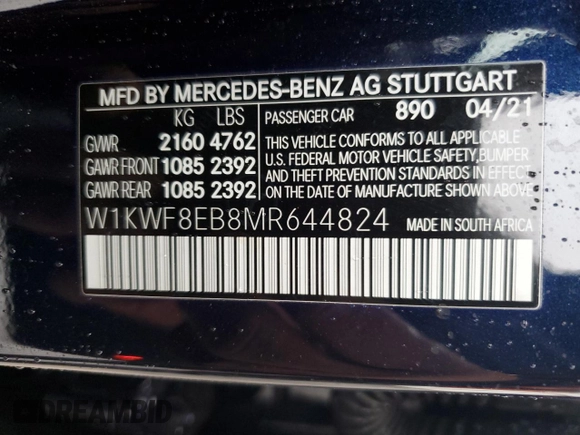 MFD BY MERCEDES-BENZ AG STUTTGART
KG LBS
GVWR 2160 4762
GAWR FRONT 1085 2392
GAWR REAR 1085 2392
PASSENGER CAR 890 04/21
THIS VEHICLE CONFORMS TO ALL APPLICABLE
U.S. FEDERAL MOTOR VEHICLE SAFETY,BUMPER,
AND THEFT PREVENTION STANDARDS IN EFFECT
ON THE DATE OF MANUFACTURE SHOWN ABOVE.
W1KWF8EB8MR644824 MADE IN SOUTH AFRICA
DREAMBID